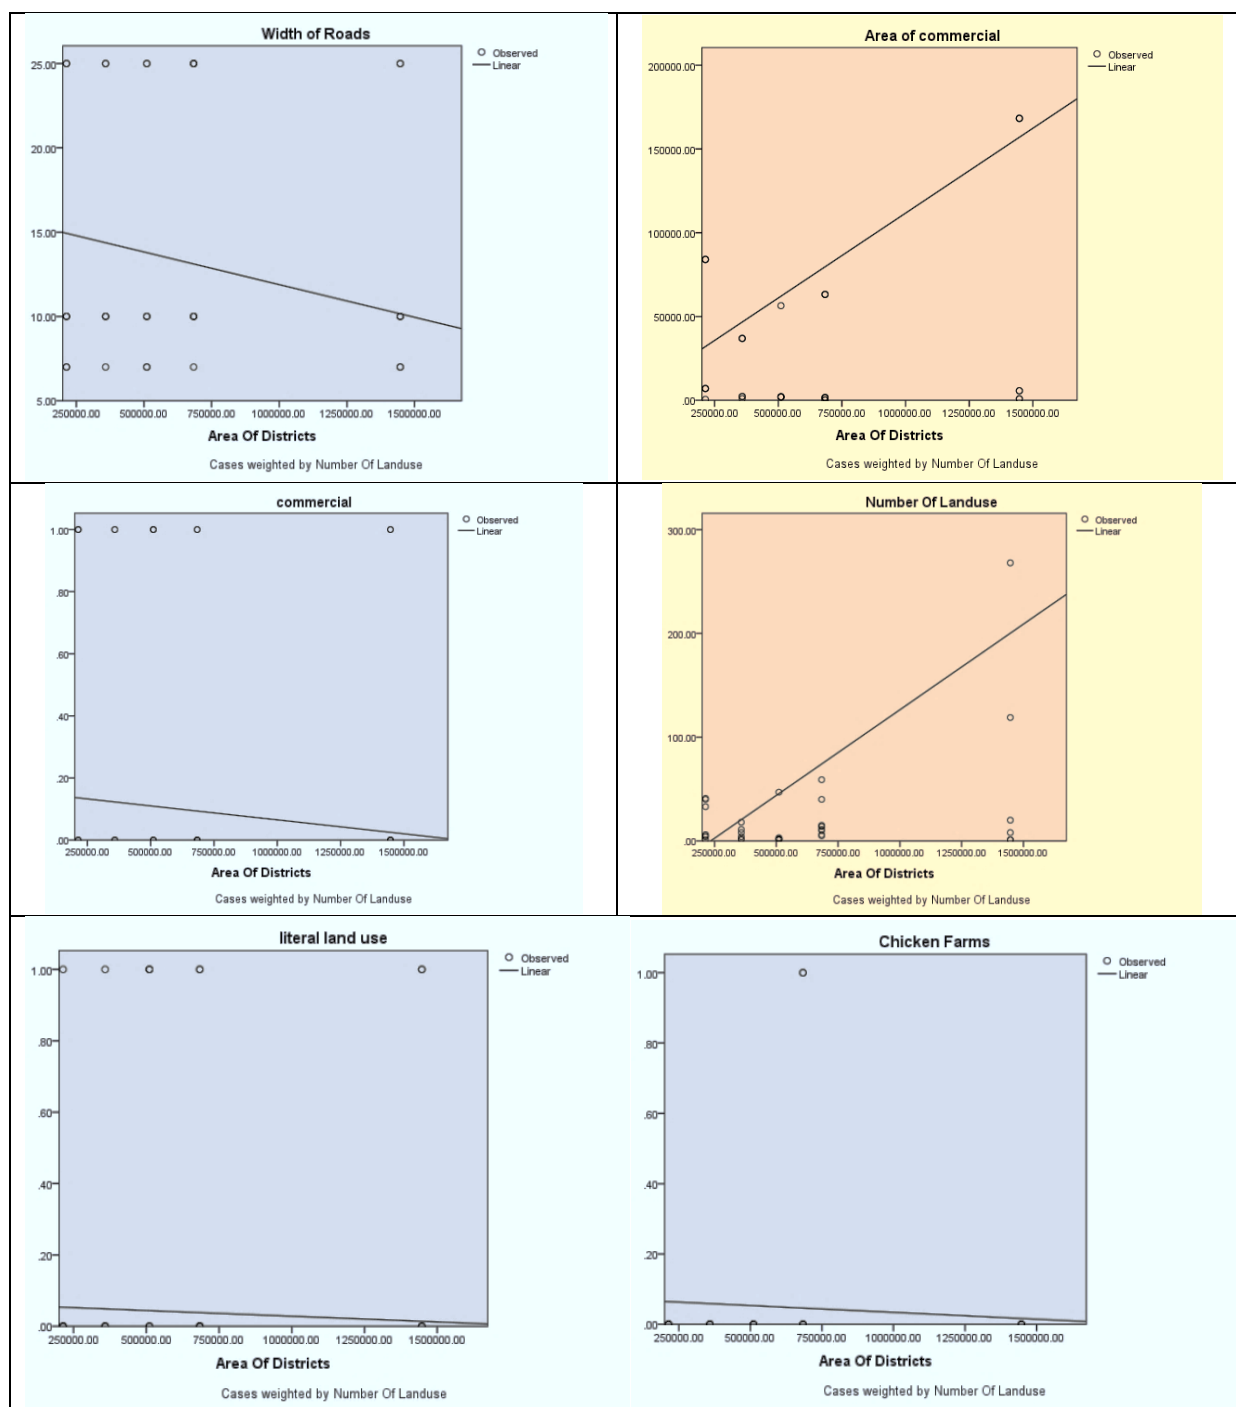 Width of Roads
Observed
Linear
25.00
20.00
15.00
10.00
5.00
250000.00 500000.00 750000.00 1000000.00 1250000.00 1500000.00
Area Of Districts
Cases weighted by Number Of Landuse
Area of commercial
Observed
Linear
200000.00
150000.00
100000.00
50000.00
.00
250000.00 500000.00 750000.00 1000000.00 1250000.00 1500000.00
Area Of Districts
Cases weighted by Number Of Landuse
commercial
Observed
Linear
1.00
.80
.60
.40
.20
.00
250000.00 500000.00 750000.00 1000000.00 1250000.00 1500000.00
Area Of Districts
Cases weighted by Number Of Landuse
Number Of Landuse
Observed
Linear
300.00
200.00
100.00
.00
250000.00 500000.00 750000.00 1000000.00 1250000.00 1500000.00
Area Of Districts
Cases weighted by Number Of Landuse
literal land use
Observed
Linear
1.00
.80
.60
.40
.20
.00
250000.00 500000.00 750000.00 1000000.00 1250000.00 1500000.00
Area Of Districts
Cases weighted by Number Of Landuse
Chicken Farms
Observed
Linear
1.00
.80
.60
.40
.20
.00
250000.00 500000.00 750000.00 1000000.00 1250000.00 1500000.00
Area Of Districts
Cases weighted by Number Of Landuse